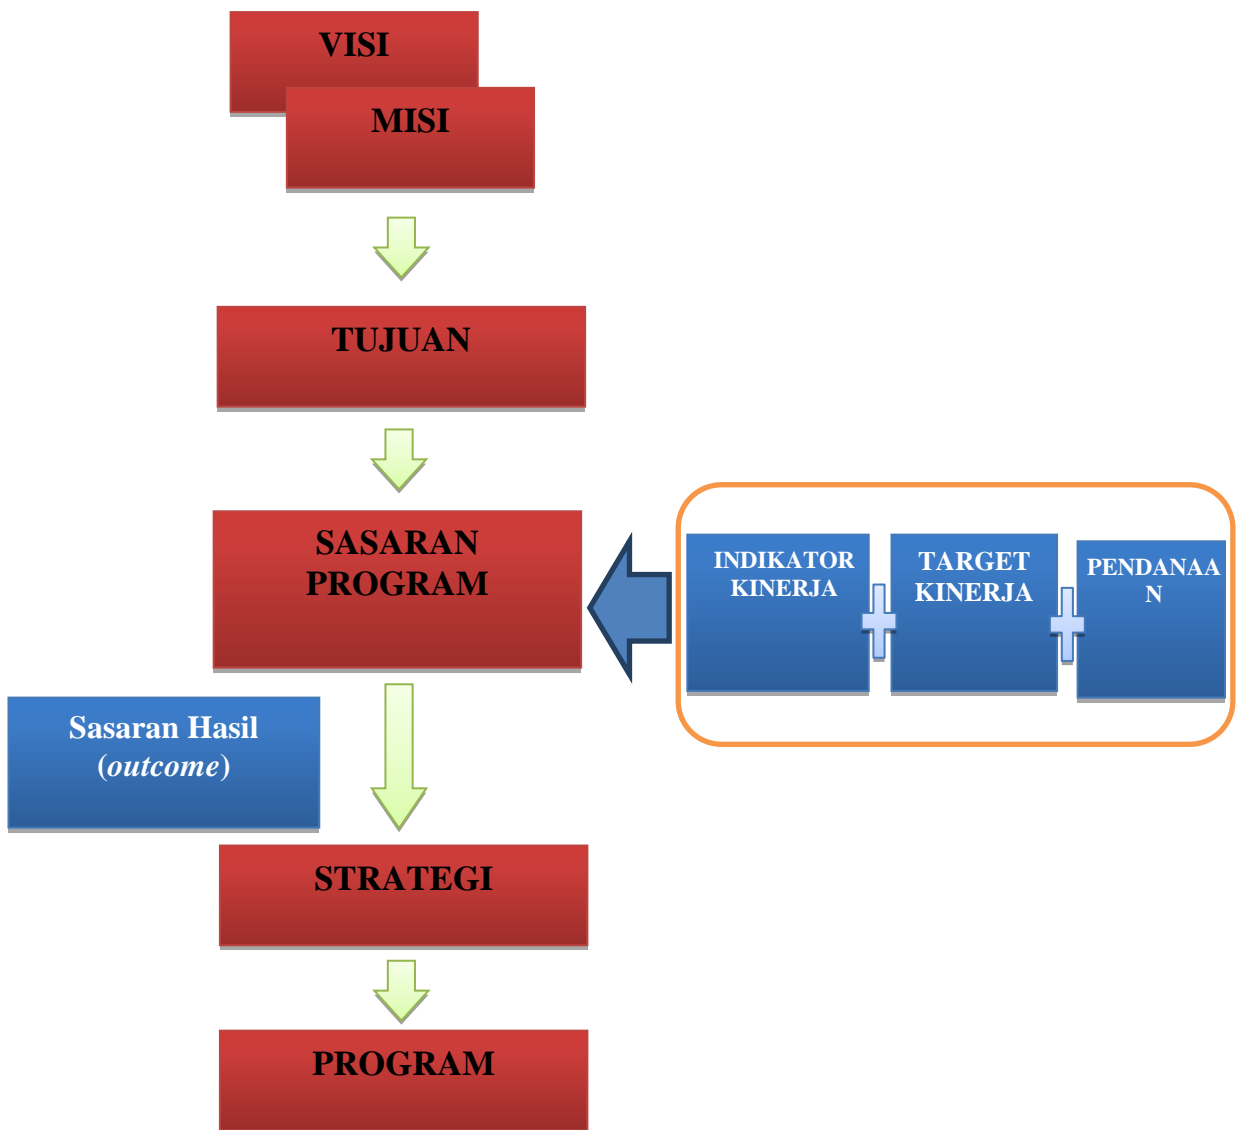 VISI
MISI
TUJUAN
SASARAN
PROGRAM
INDIKATOR
KINERJA
TARGET
KINERJA
PENDANAA
N
Sasaran Hasil
(outcome)
STRATEGI
PROGRAM